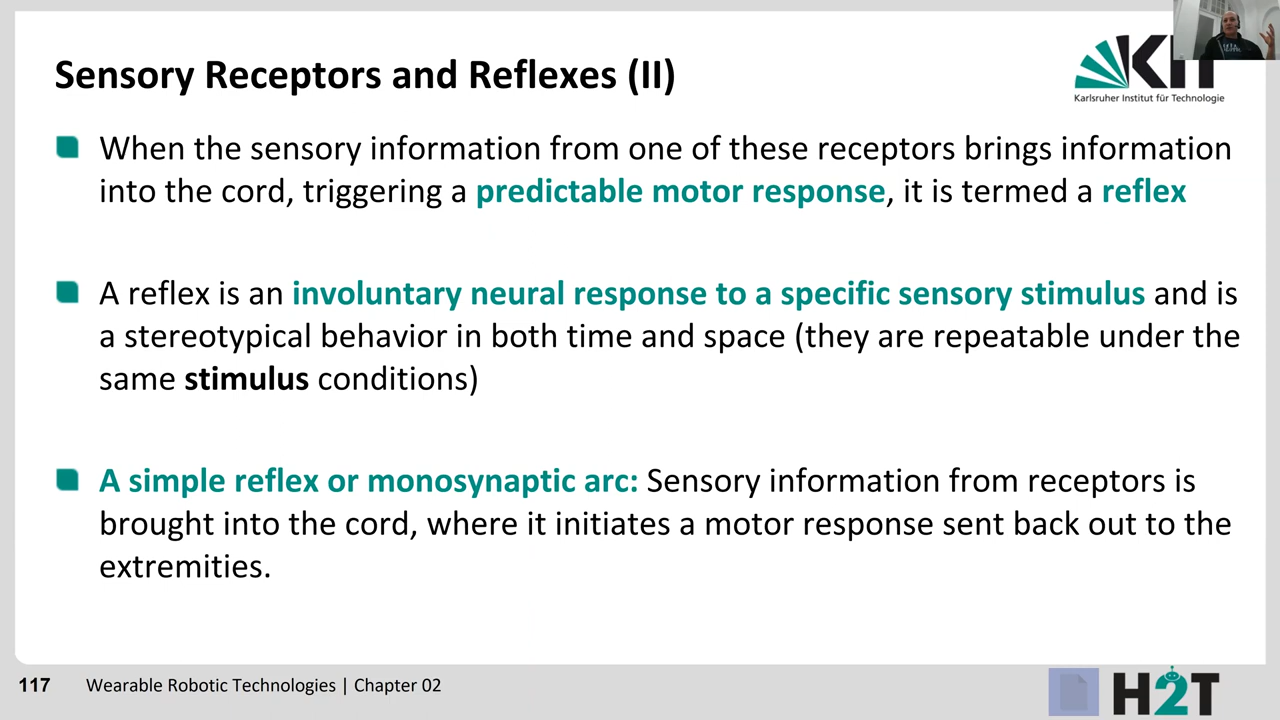 Sensory Receptors and Reflexes (II)
KIT
Karlsruher Institut für Technologie
When the sensory information from one of these receptors brings information
into the cord, triggering a predictable motor response, it is termed a reflex
A reflex is an involuntary neural response to a specific sensory stimulus and is
a stereotypical behavior in both time and space (they are repeatable under the
same stimulus conditions)
A simple reflex or monosynaptic arc: Sensory information from receptors is
brought into the cord, where it initiates a motor response sent back out to the
extremities.
117 Wearable Robotic Technologies | Chapter 02
H2T